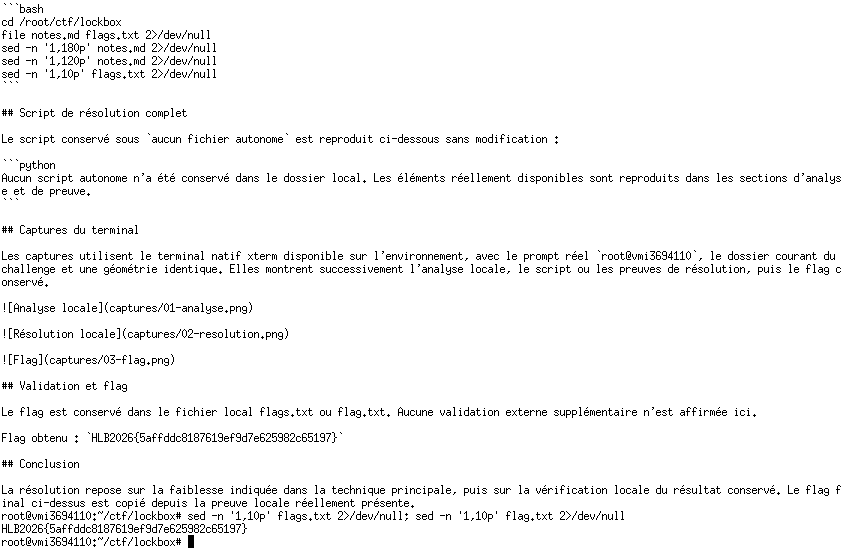 ```bash
cd /root/ctf/lockbox
file notes.md flags.txt 2>/dev/null
sed -n '1,180p' notes.md 2>/dev/null
sed -n '1,120p' notes.md 2>/dev/null
sed -n '1,10p' flags.txt 2>/dev/null
```
## Script de résolution complet
Le script conservé sous `aucun fichier autonome` est reproduit ci-dessous sans modification :
```python
Aucun script autonome n'a été conservé dans le dossier local. Les éléments réellement disponibles sont reproduits dans les sections d'analys
e et de preuve.
```
## Captures du terminal
Les captures utilisent le terminal natif xterm disponible sur l'environnement, avec le prompt réel `root@vmi3694110`, le dossier courant du
challenge et une géométrie identique. Elles montrent successivement l'analyse locale, le script ou les preuves de résolution, puis le flag c
onservé.
![Analyse locale](captures/01-analyse.png)
![Résolution locale](captures/02-resolution.png)
![Flag](captures/03-flag.png)
## Validation et flag
Le flag est conservé dans le fichier local flags.txt ou flag.txt. Aucune validation externe supplémentaire n'est affirmée ici.
Flag obtenu : `HLB2026{5affddc8187619ef9d7e625982c65197}`
## Conclusion
La résolution repose sur la faiblesse indiquée dans la technique principale, puis sur la vérification locale du résultat conservé. Le flag f
inal ci-dessus est copié depuis la preuve locale réellement présente.
root@vmi3694110:~/ctf/lockbox# sed -n '1,10p' flags.txt 2>/dev/null; sed -n '1,10p' flag.txt 2>/dev/null
HLB2026{5affddc8187619ef9d7e625982c65197}
root@vmi3694110:~/ctf/lockbox#